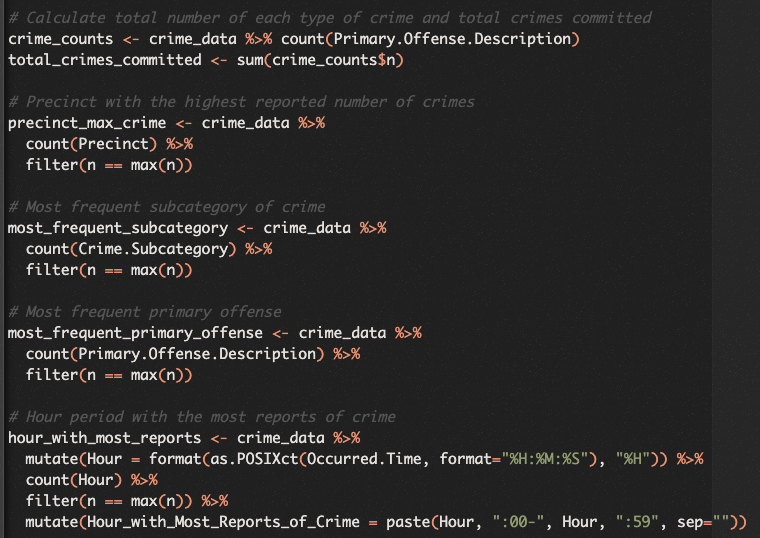 # Calculate total number of each type of crime and total crimes committed
crime_counts <- crime_data %>% count(Primary.Offense.Description)
total_crimes_committed <- sum(crime_counts$n)
# Precinct with the highest reported number of crimes
precinct_max_crime <- crime_data %>%
count(Precinct) %>%
filter(n == max(n))
# Most frequent subcategory of crime
most_frequent_subcategory <- crime_data %>%
count(Crime.Subcategory) %>%
filter(n == max(n))
# Most frequent primary offense
most_frequent_primary_offense <- crime_data %>%
count(Primary.Offense.Description) %>%
filter(n == max(n))
# Hour period with the most reports of crime
hour_with_most_reports <- crime_data %>%
mutate(Hour = format(as.POSIXct(Occurred.Time, format="%H:%M:%S"), "%H")) %>%
count(Hour) %>%
filter(n == max(n)) %>%
mutate(Hour_with_Most_Reports_of_Crime = paste(Hour, ":00-", Hour, ":59", sep=""))